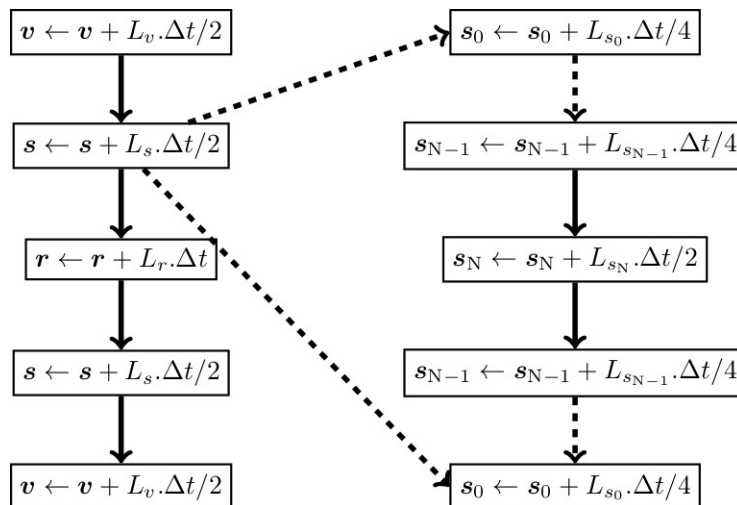 v ← v + L_v.Δt/2
s ← s + L_s.Δt/2
r ← r + L_r.Δt
s ← s + L_s.Δt/2
v ← v + L_v.Δt/2
s_0 ← s_0 + L_{s_0}.Δt/4
s_{N−1} ← s_{N−1} + L_{s_{N−1}}.Δt/4
s_N ← s_N + L_{s_N}.Δt/2
s_{N−1} ← s_{N−1} + L_{s_{N−1}}.Δt/4
s_0 ← s_0 + L_{s_0}.Δt/4